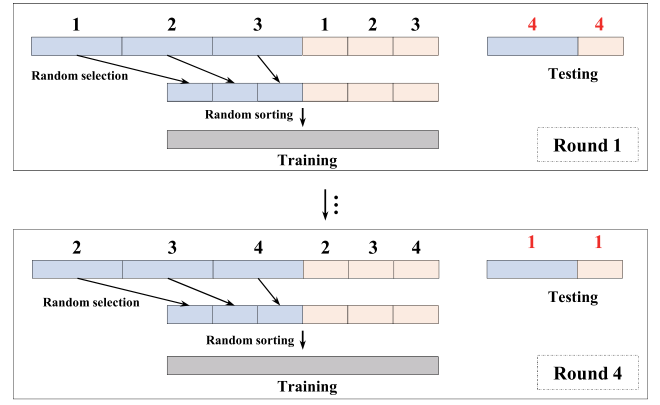 1 2 3 1 2 3 4 4
Random selection
Testing
Random sorting
Training
Round 1
⋮
2 3 4 2 3 4 1 1
Random selection
Testing
Random sorting
Training
Round 4